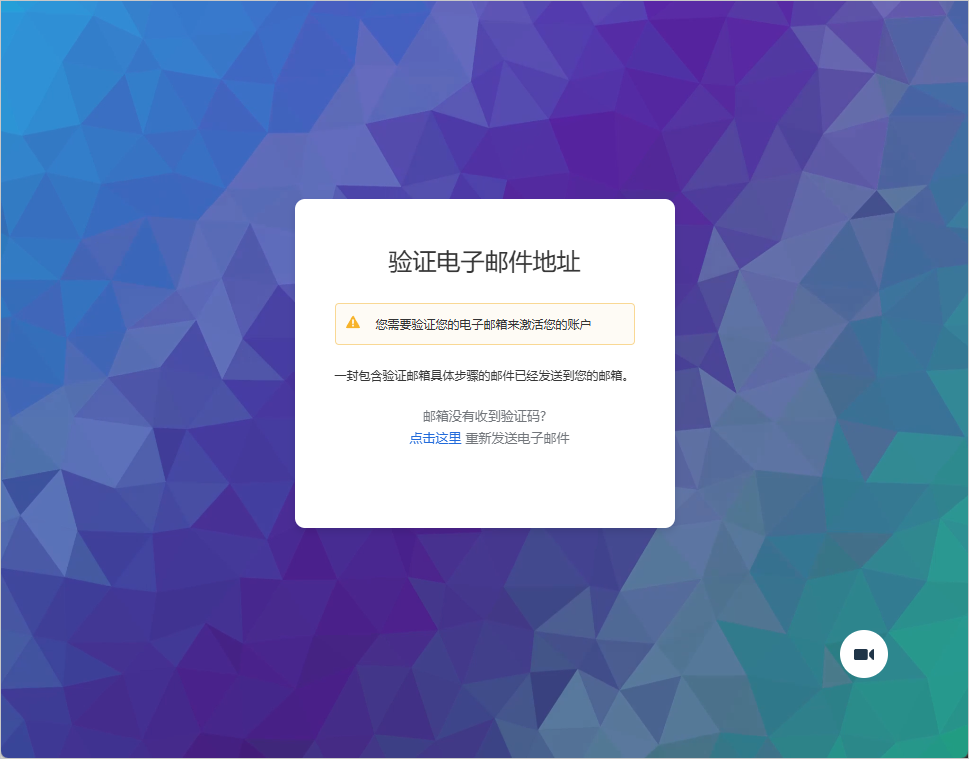 验证电子邮件地址
您需要验证您的电子邮箱来激活您的账户
一封包含验证邮箱具体步骤的邮件已经发送到您的邮箱。
邮箱没有收到验证码?
点击这里 重新发送电子邮件